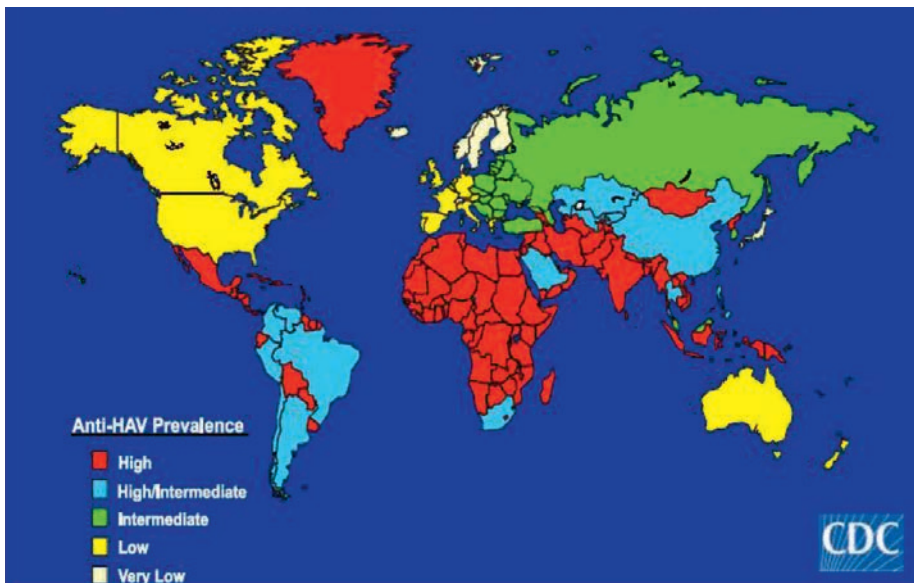 Anti-HAV Prevalence
High
High/Intermediate
Intermediate
Low
Very Low
CDC